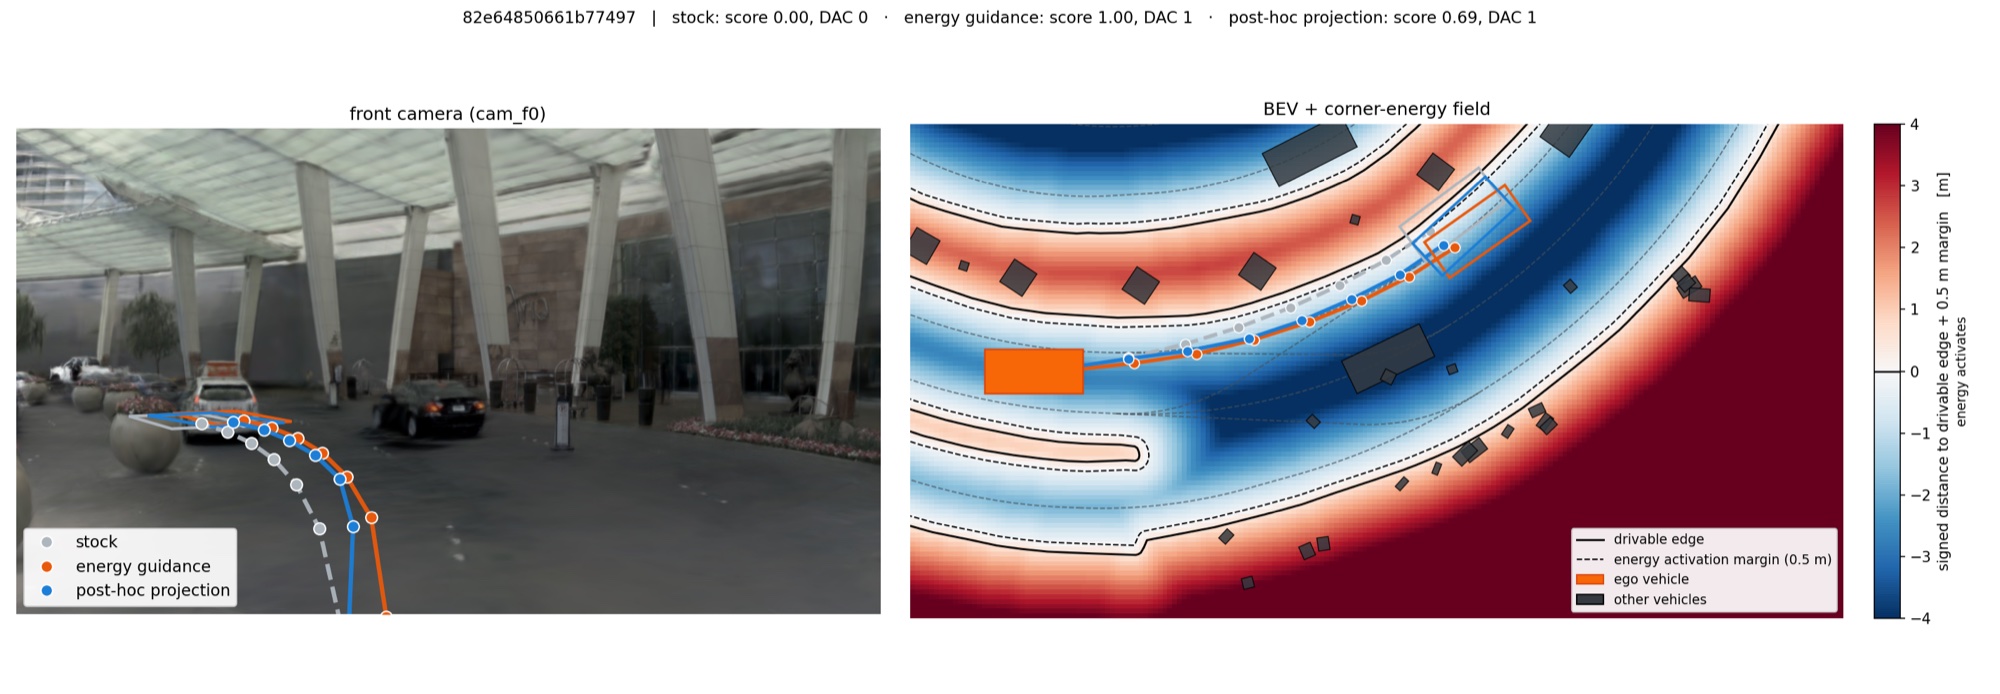 82e64850661b77497 | stock: score 0.00, DAC 0 · energy guidance: score 1.00, DAC 1 · post-hoc projection: score 0.69, DAC 1
front camera (cam_f0)
stock
energy guidance
post-hoc projection
BEV + corner-energy field
drivable edge
energy activation margin (0.5 m)
ego vehicle
other vehicles
4
3
2
1
0
−1
−2
−3
−4
signed distance to drivable edge + 0.5 m margin [m]
energy activates